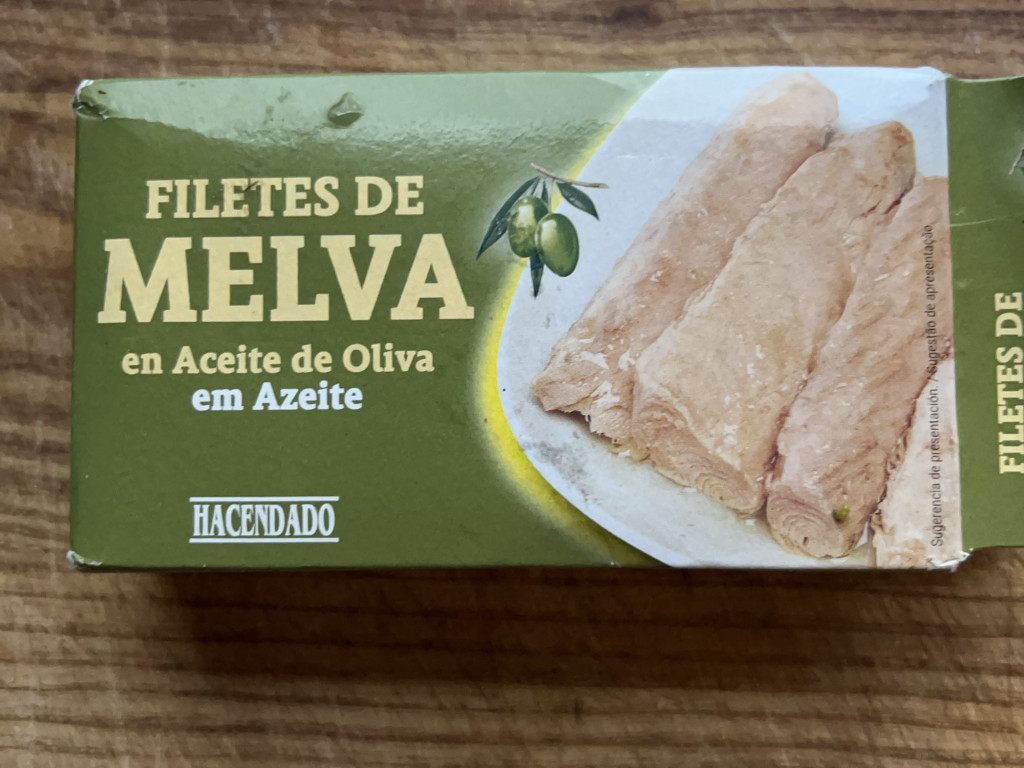 FILETES DE
MELVA
en Aceite de Oliva
em Azeite
HACENDADO
Sugerencia de presentación. / Sugestão de apresentação
FILETES DE